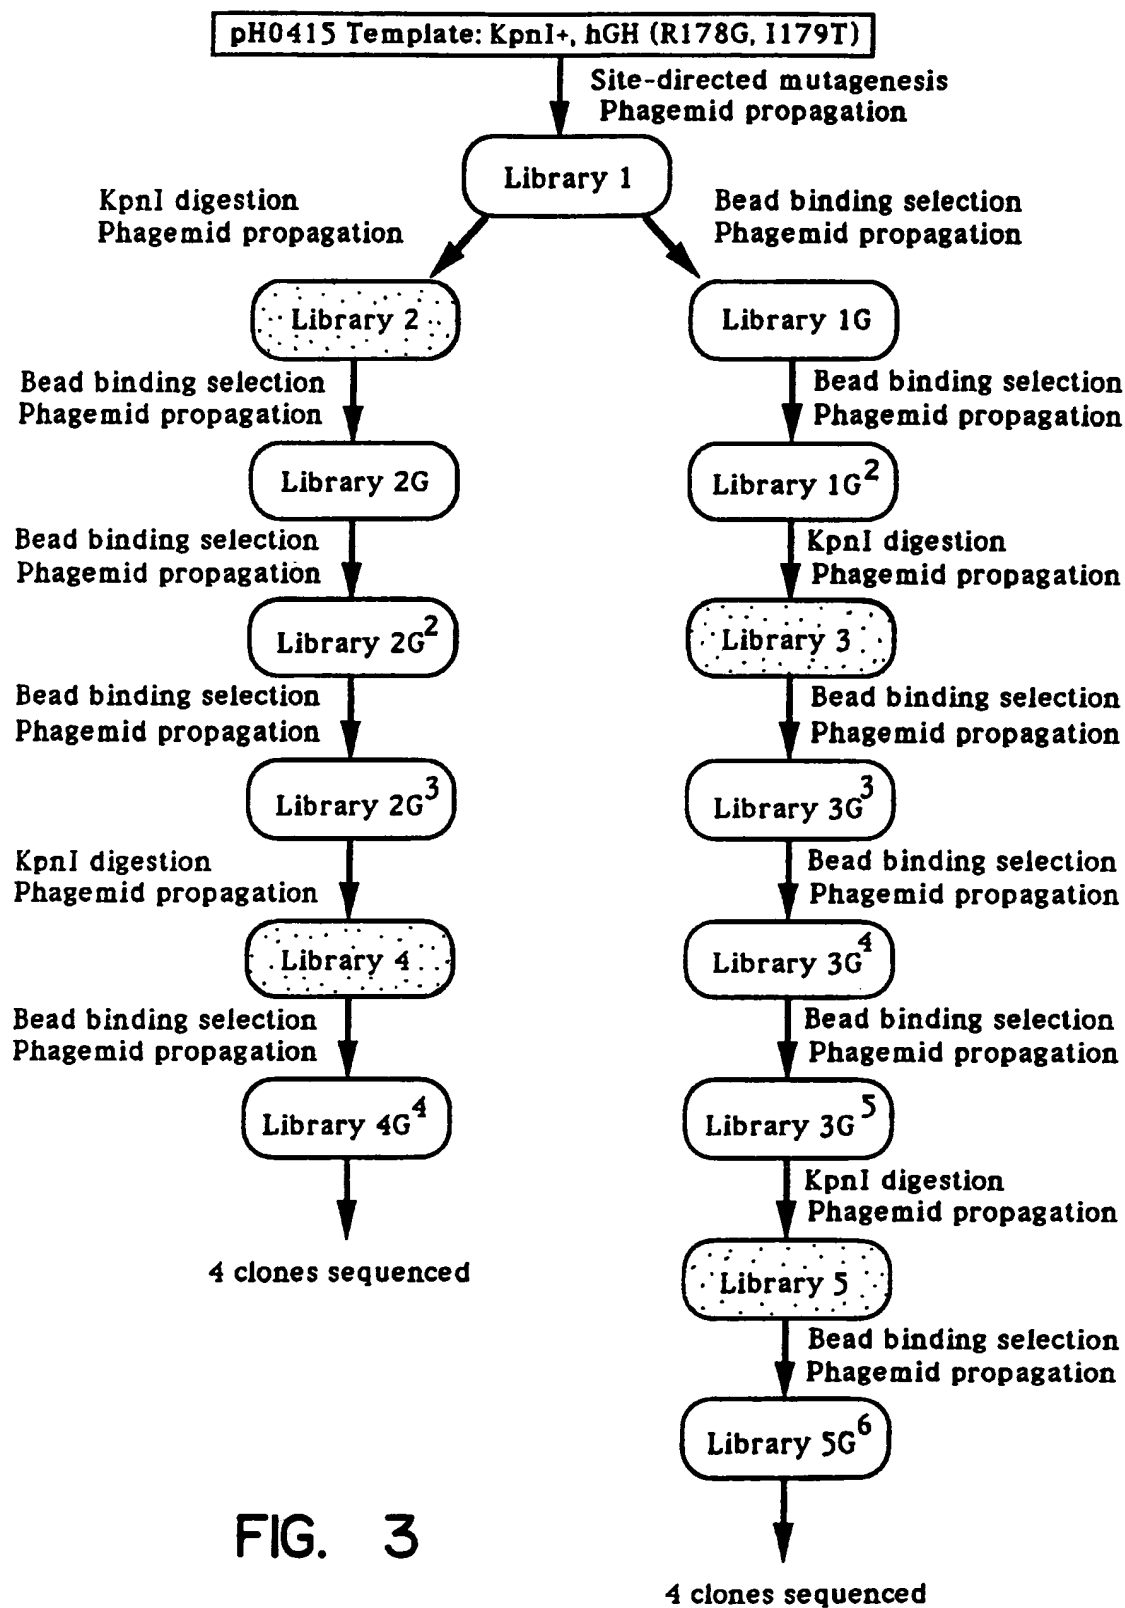 pH0415 Template: KpnI+, hGH (R178G, I179T)
Site-directed mutagenesis
Phagemid propagation
Library 1
KpnI digestion
Phagemid propagation
Bead binding selection
Phagemid propagation
Library 2
Bead binding selection
Phagemid propagation
Library 2G
Bead binding selection
Phagemid propagation
Library 2G²
Bead binding selection
Phagemid propagation
Library 2G³
KpnI digestion
Phagemid propagation
Library 4
Bead binding selection
Phagemid propagation
Library 4G⁴
4 clones sequenced
Library 1G
Bead binding selection
Phagemid propagation
Library 1G²
KpnI digestion
Phagemid propagation
Library 3
Bead binding selection
Phagemid propagation
Library 3G³
Bead binding selection
Phagemid propagation
Library 3G⁴
Bead binding selection
Phagemid propagation
Library 3G⁵
KpnI digestion
Phagemid propagation
Library 5
Bead binding selection
Phagemid propagation
Library 5G⁶
4 clones sequenced
FIG. 3